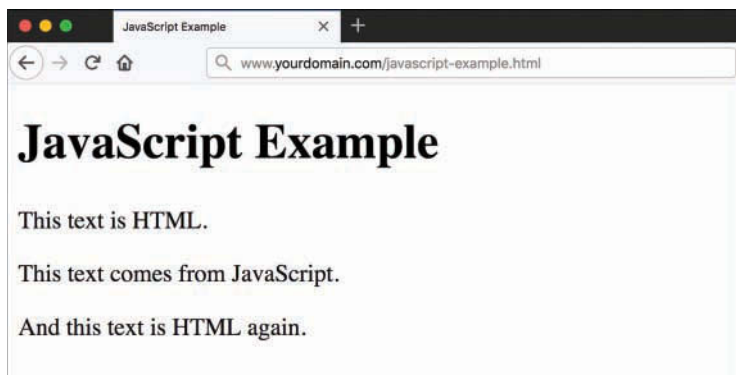 JavaScript Example
www.yourdomain.com/javascript-example.html
JavaScript Example
This text is HTML.
This text comes from JavaScript.
And this text is HTML again.